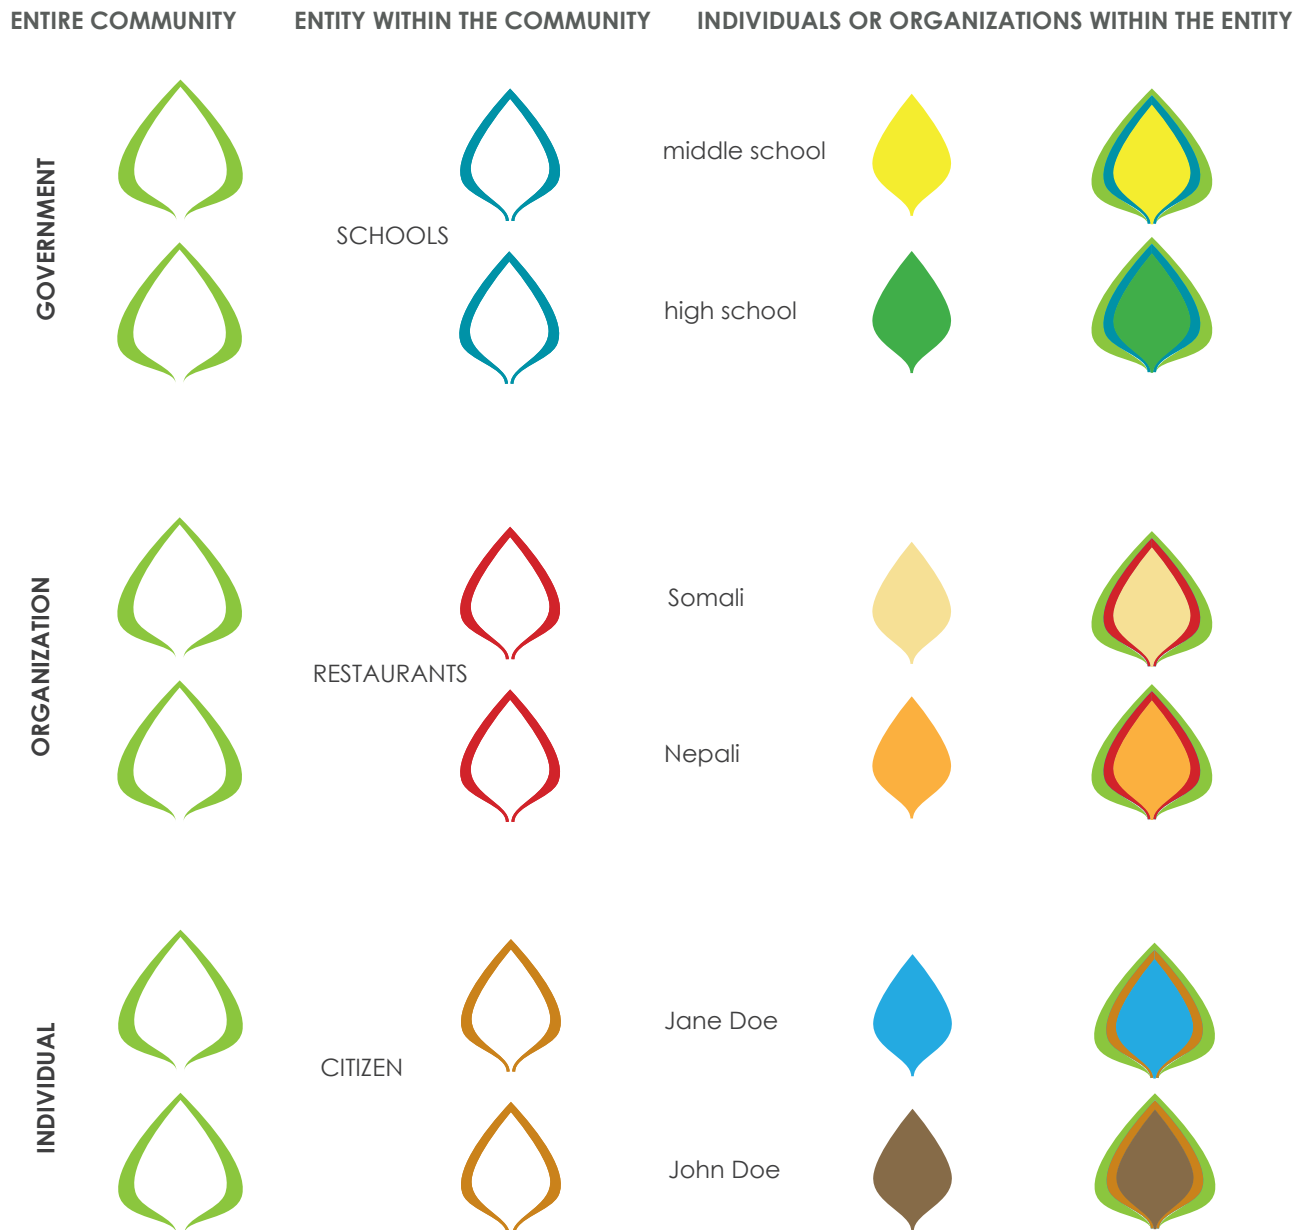 ENTIRE COMMUNITY
ENTITY WITHIN THE COMMUNITY
INDIVIDUALS OR ORGANIZATIONS WITHIN THE ENTITY
GOVERNMENT
SCHOOLS
middle school
high school
ORGANIZATION
RESTAURANTS
Somali
Nepali
INDIVIDUAL
CITIZEN
Jane Doe
John Doe